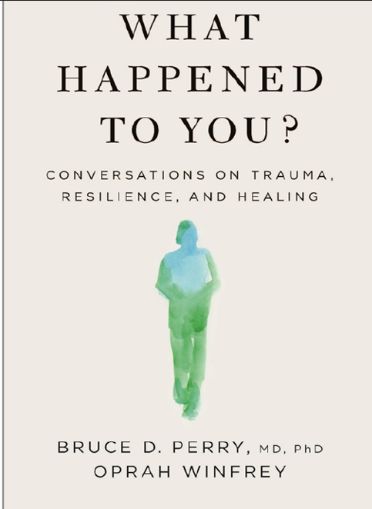 WHAT
HAPPENED
TO YOU?
CONVERSATIONS ON TRAUMA,
RESILIENCE, AND HEALING
BRUCE D. PERRY, MD, PhD
OPRAH WINFREY